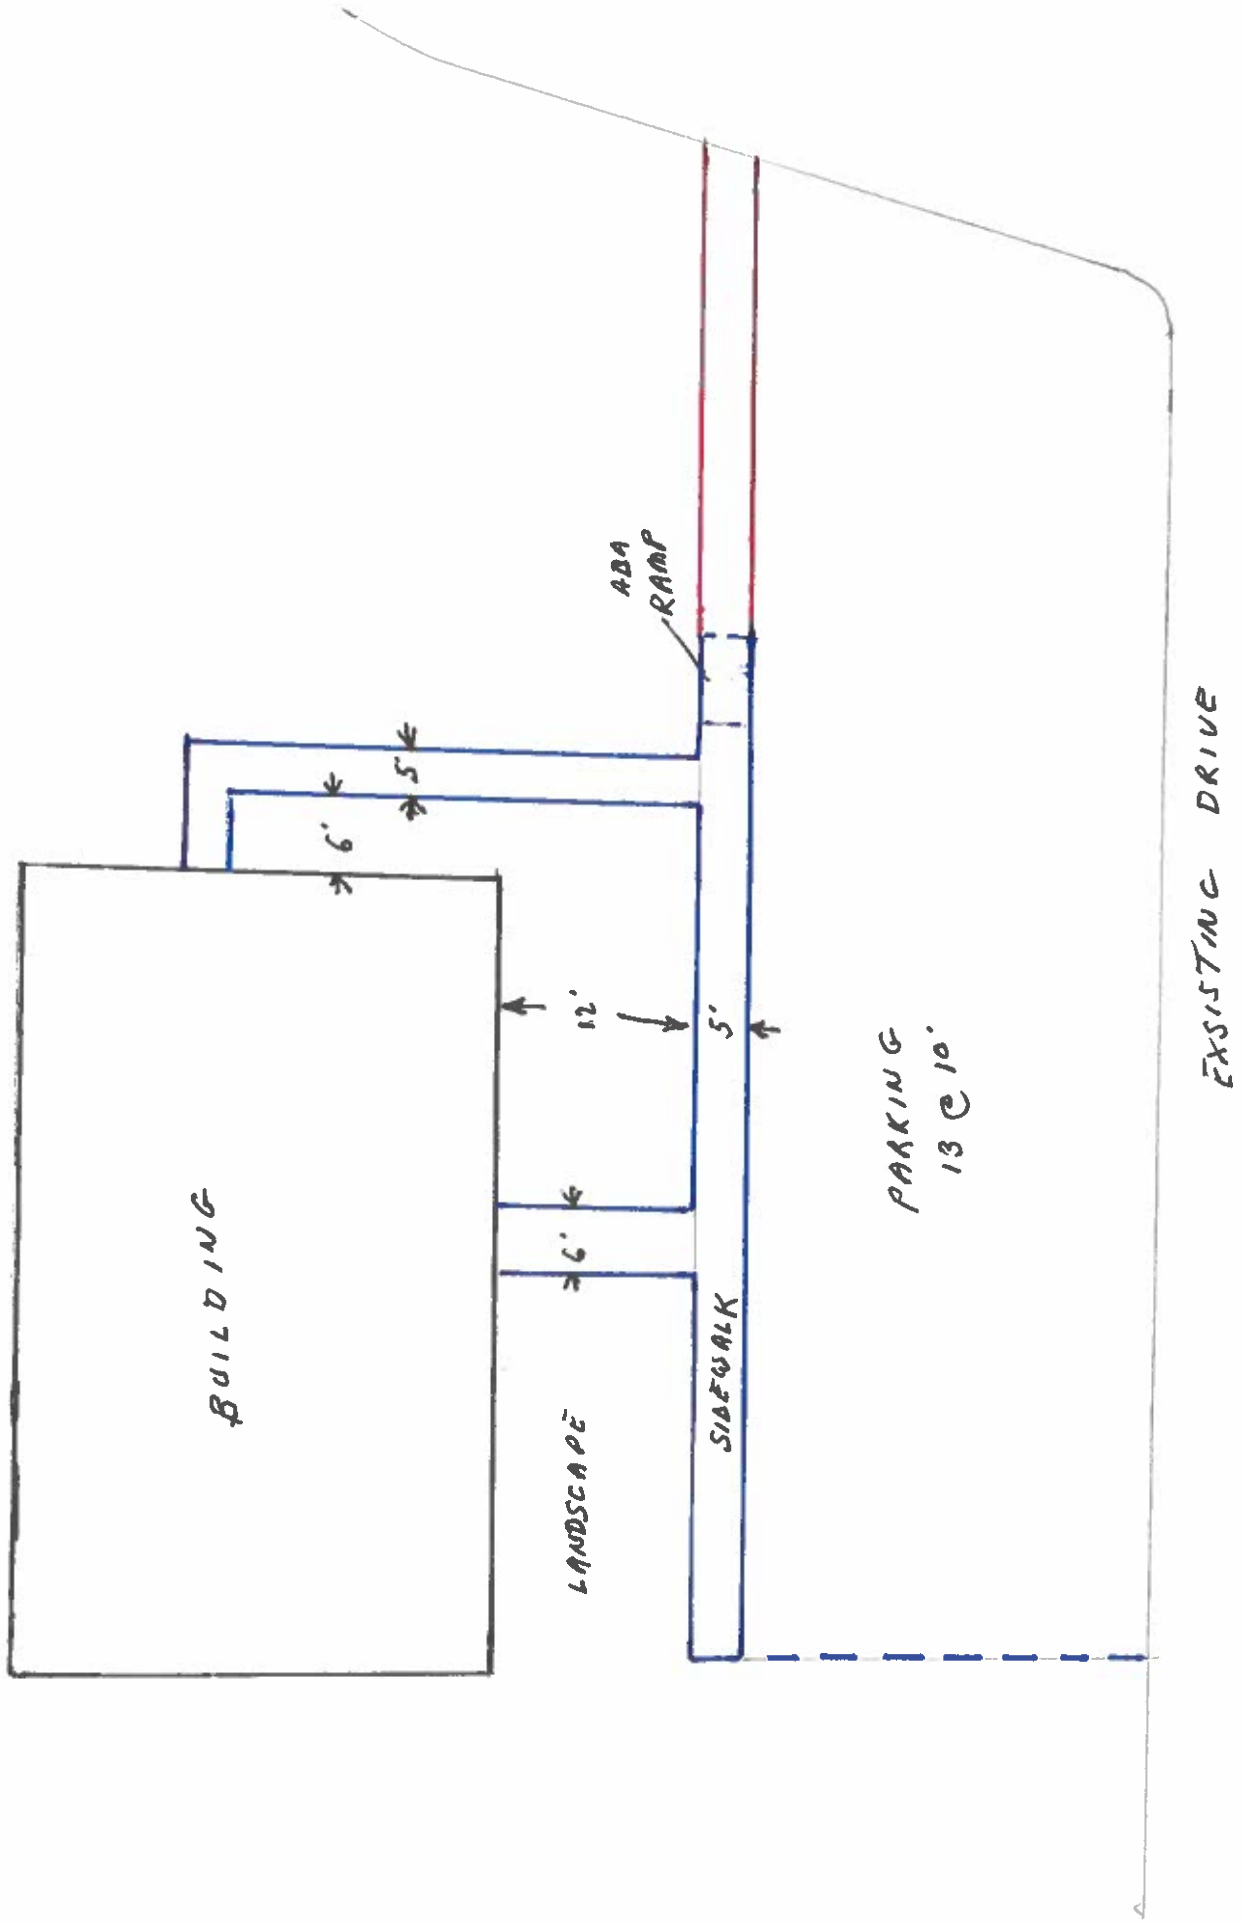 BUILDING
6'
5'
ADA
RAMP
LANDSCAPE
6'
12'
SIDEWALK
5'
PARKING
13 @ 10'
EXSISTING DRIVE